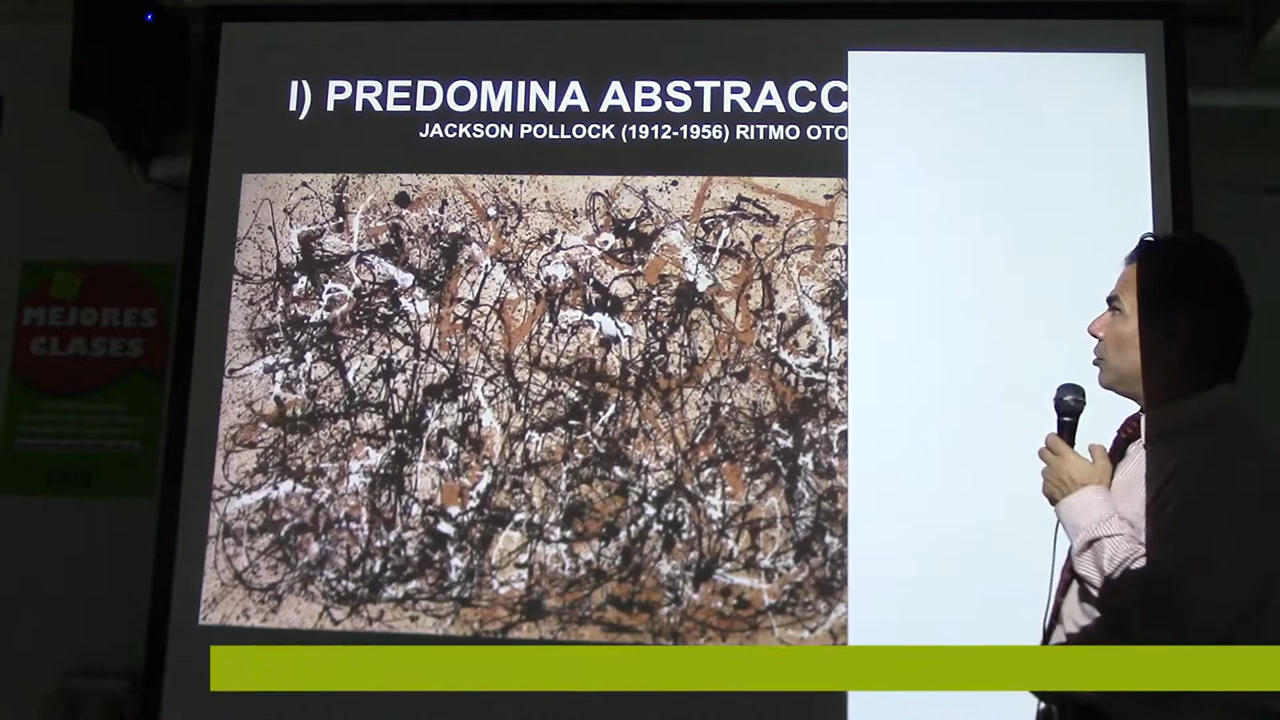 I) PREDOMINA ABSTRACC
JACKSON POLLOCK (1912-1956) RITMO OTO
MEJORES
CLASES